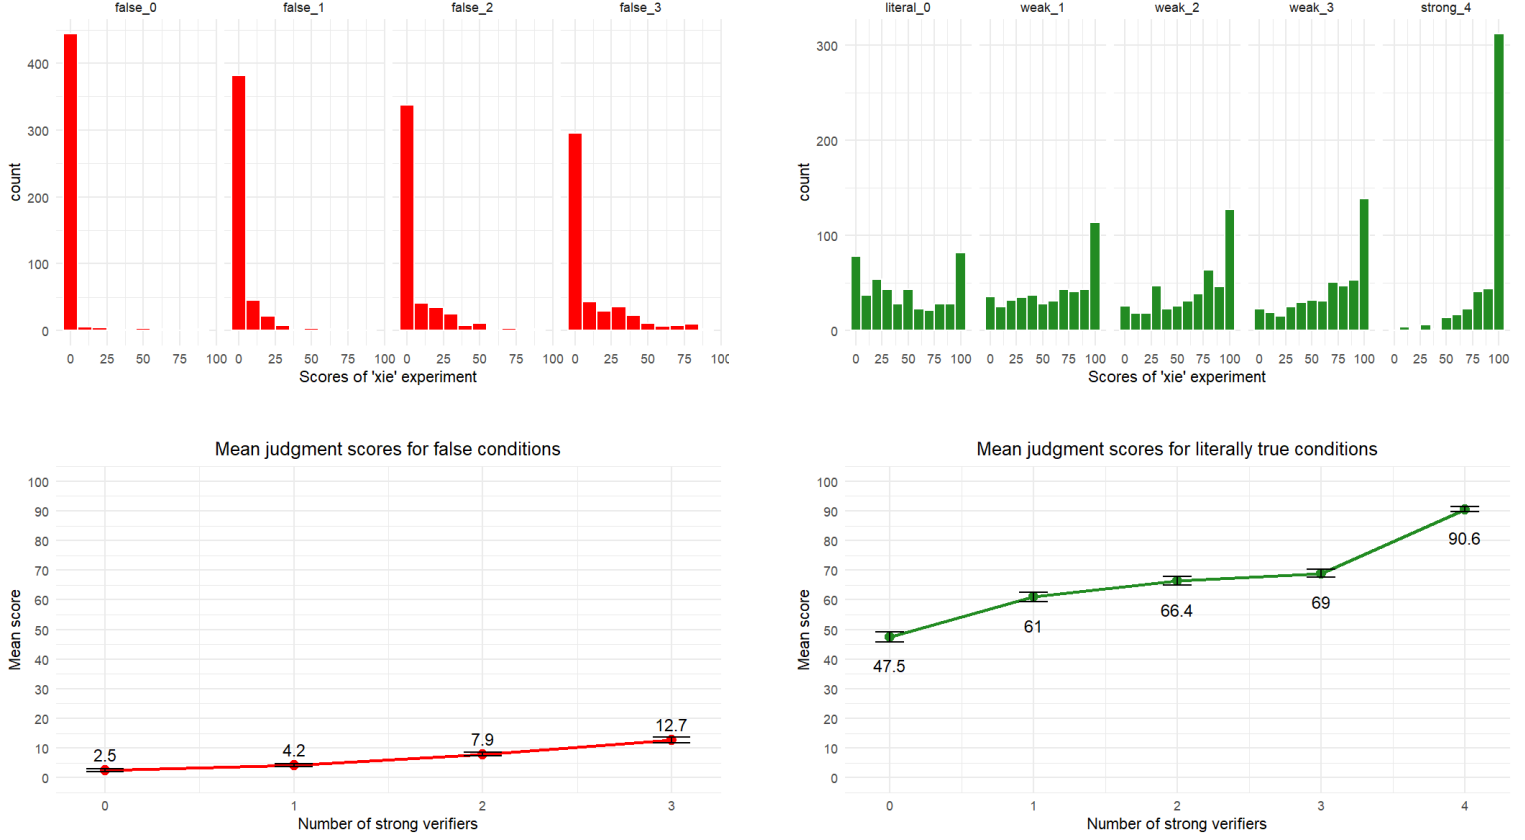 false_0 false_1 false_2 false_3
count
400
300
200
100
0
0 25 50 75 100 0 25 50 75 100 0 25 50 75 100 0 25 50 75 100
Scores of 'xie' experiment
literal_0 weak_1 weak_2 weak_3 strong_4
count
300
200
100
0
0 25 50 75 100 0 25 50 75 100 0 25 50 75 100 0 25 50 75 100 0 25 50 75 100
Scores of 'xie' experiment
Mean judgment scores for false conditions
Mean score
100
90
80
70
60
50
40
30
20
10
0
2.5 4.2 7.9 12.7
0 1 2 3
Number of strong verifiers
Mean judgment scores for literally true conditions
Mean score
100
90
80
70
60
50
40
30
20
10
0
47.5 61 66.4 69 90.6
0 1 2 3 4
Number of strong verifiers